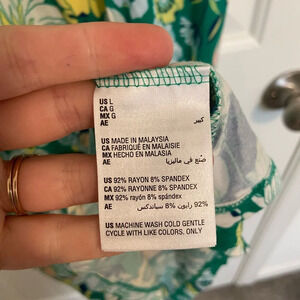 US L
CA G
MX G
AE كبير
US MADE IN MALAYSIA
CA FABRIQUÉ EN MALAISIE
MX HECHO EN MALASIA
AE صنع في ماليزيا
US 92% RAYON 8% SPANDEX
CA 92% RAYONNE 8% SPANDEX
MX 92% rayón 8% spándex
AE 92% رايون 8% سباندكس
US MACHINE WASH COLD GENTLE
CYCLE WITH LIKE COLORS, ONLY